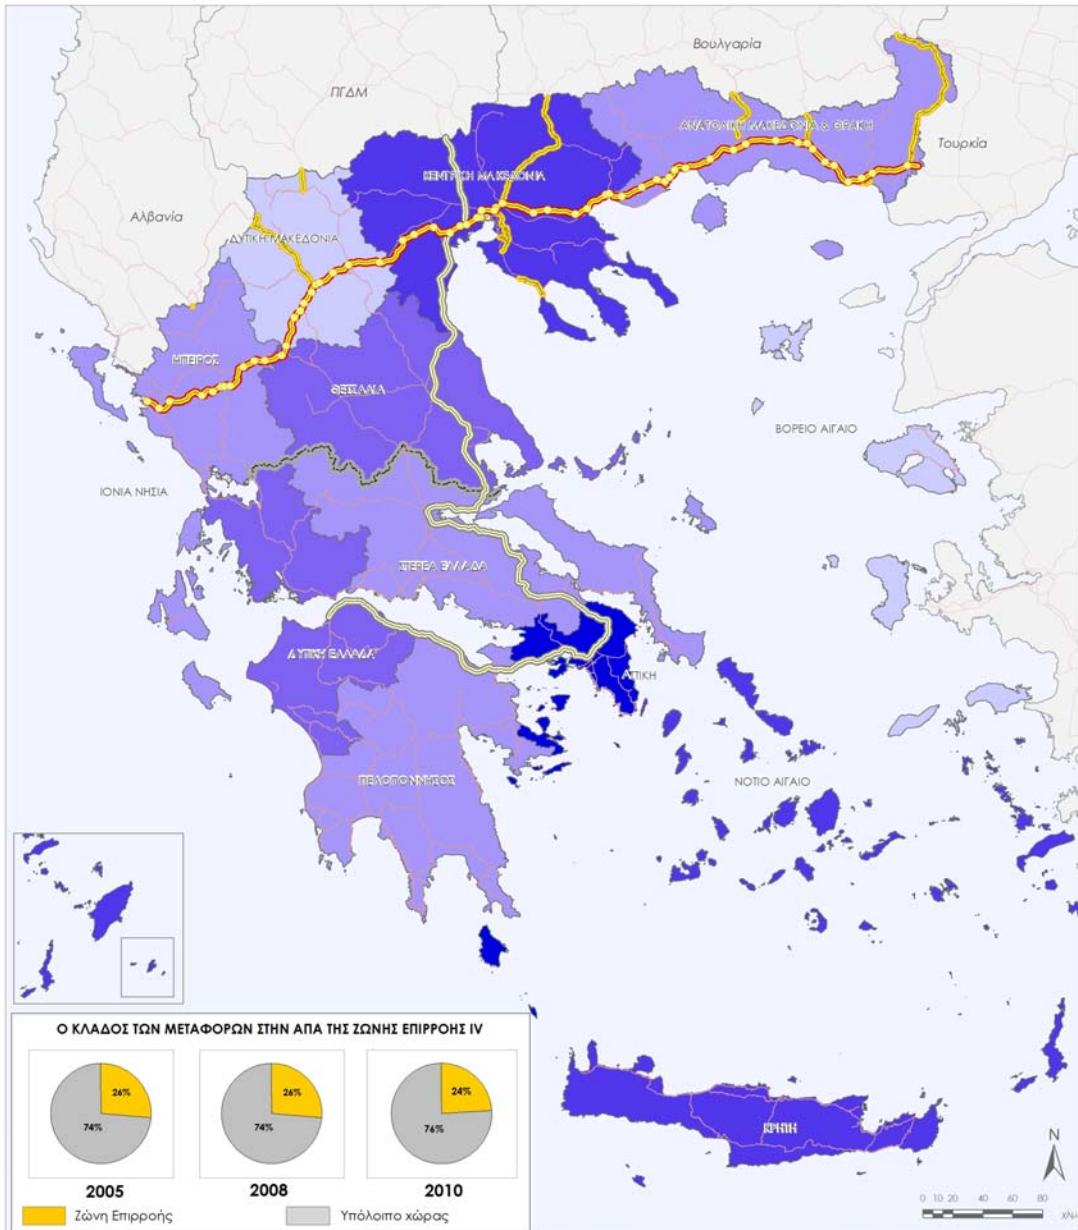 Βουλγαρία
ΠΓΔΜ
ΑΝΑΤΟΛΙΚΗ ΜΑΚΕΔΟΝΙΑ & ΘΡΑΚΗ
Τουρκία
ΚΕΝΤΡΙΚΗ ΜΑΚΕΔΟΝΙΑ
Αλβανία
ΔΥΤΙΚΗ ΜΑΚΕΔΟΝΙΑ
ΗΠΕΙΡΟΣ
ΘΕΣΣΑΛΙΑ
ΒΟΡΕΙΟ ΑΙΓΑΙΟ
ΙΟΝΙΑ ΝΗΣΙΑ
ΣΤΕΡΕΑ ΕΛΛΑΔΑ
ΔΥΤΙΚΗ ΕΛΛΑΔΑ
ΑΤΤΙΚΗ
ΠΕΛΟΠΟΝΝΗΣΟΣ
ΝΟΤΙΟ ΑΙΓΑΙΟ
Ο ΚΛΑΔΟΣ ΤΩΝ ΜΕΤΑΦΟΡΩΝ ΣΤΗΝ ΑΠΑ ΤΗΣ ΖΩΝΗΣ ΕΠΙΡΡΟΗΣ IV
26% 26% 24%
74% 74% 76%
2005 2008 2010
Ζώνη Επιρροής Υπόλοιπο χώρας
ΚΡΗΤΗ
N
0 10 20 40 60 80